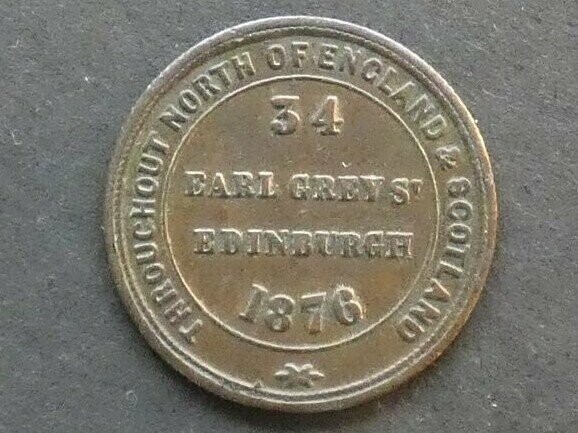 THROUGHOUT NORTH OF ENGLAND & SCOTLAND
34
EARL GREY ST
EDINBURGH
1876